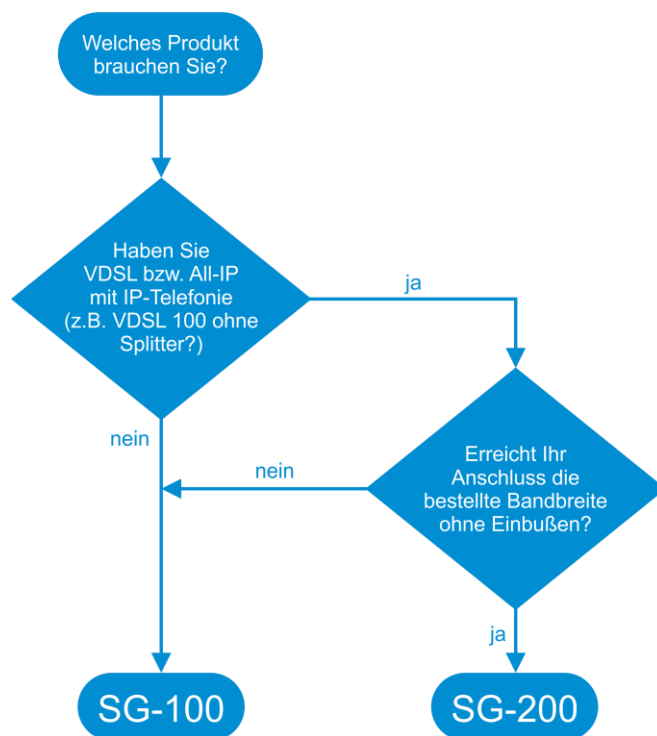 Welches Produkt
brauchen Sie?
Haben Sie
VDSL bzw. All-IP
mit IP-Telefonie
(z.B. VDSL 100 ohne
Splitter?)
ja
nein
Erreicht Ihr
Anschluss die
bestellte Bandbreite
ohne Einbußen?
nein
ja
SG-100
SG-200